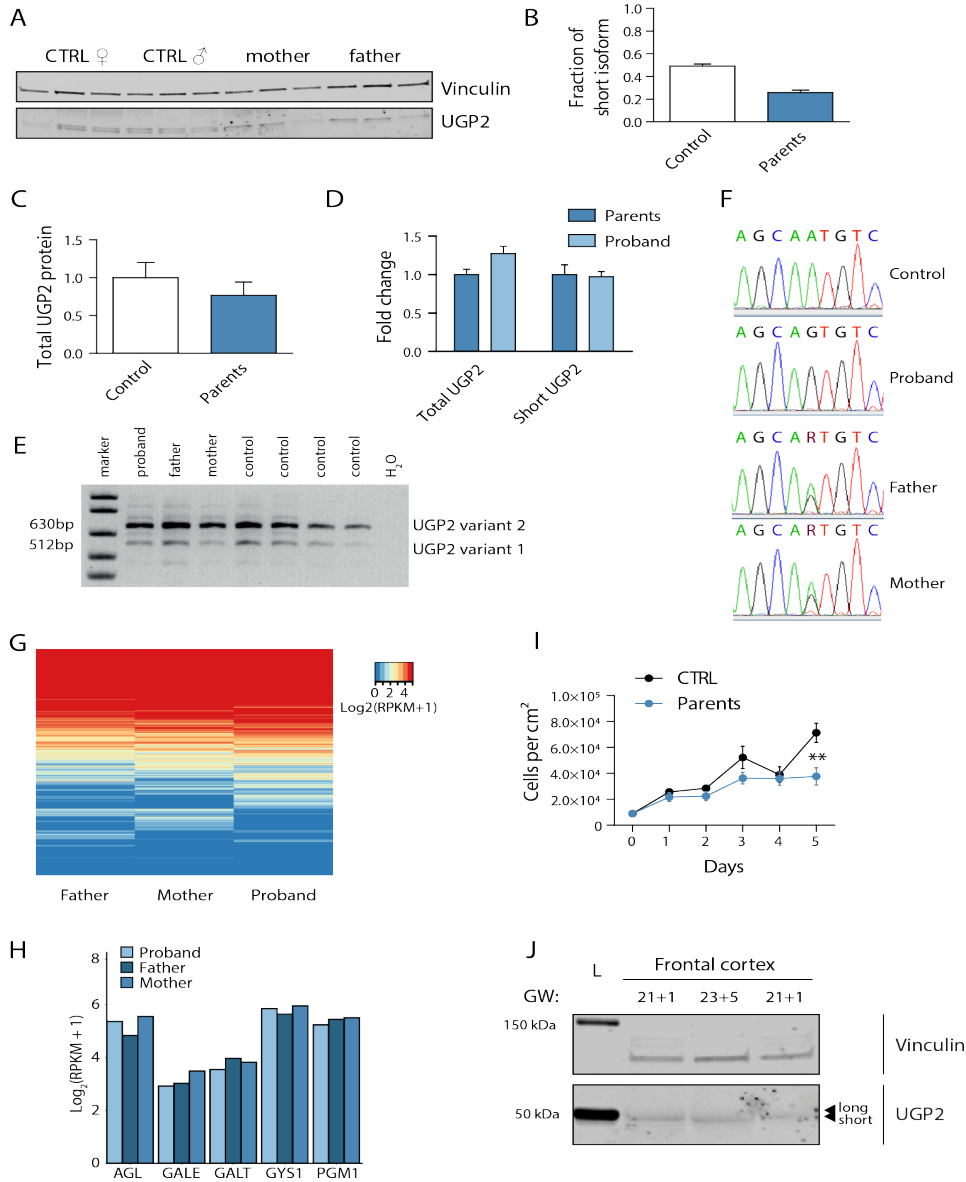 A
CTRL ♀ CTRL ♂ mother father
Vinculin
UGP2
B
Fraction of
short isoform
1.0
0.8
0.6
0.4
0.2
0.0
Control Parents
C
Total UGP2 protein
1.5
1.0
0.5
0.0
Control Parents
D
Parents
Proband
Fold change
1.5
1.0
0.5
0.0
Total UGP2 Short UGP2
E
marker proband father mother control control control control H2O
630bp
512bp
UGP2 variant 2
UGP2 variant 1
F
AGCAATGTC
Control
AGCAGTGTC
Proband
AGCARTGTC
Father
AGCARTGTC
Mother
G
0 2 4
Log2(RPKM+1)
Father Mother Proband
H
Proband
Father
Mother
Log2(RPKM + 1)
8
6
4
2
0
AGL GALE GALT GYS1 PGM1
I
CTRL
Parents
Cells per cm²
1.0×10⁵
8.0×10⁴
6.0×10⁴
4.0×10⁴
2.0×10⁴
0
**
0 1 2 3 4 5
Days
J
L Frontal cortex
GW: 21+1 23+5 21+1
150 kDa
Vinculin
50 kDa
long
short
UGP2